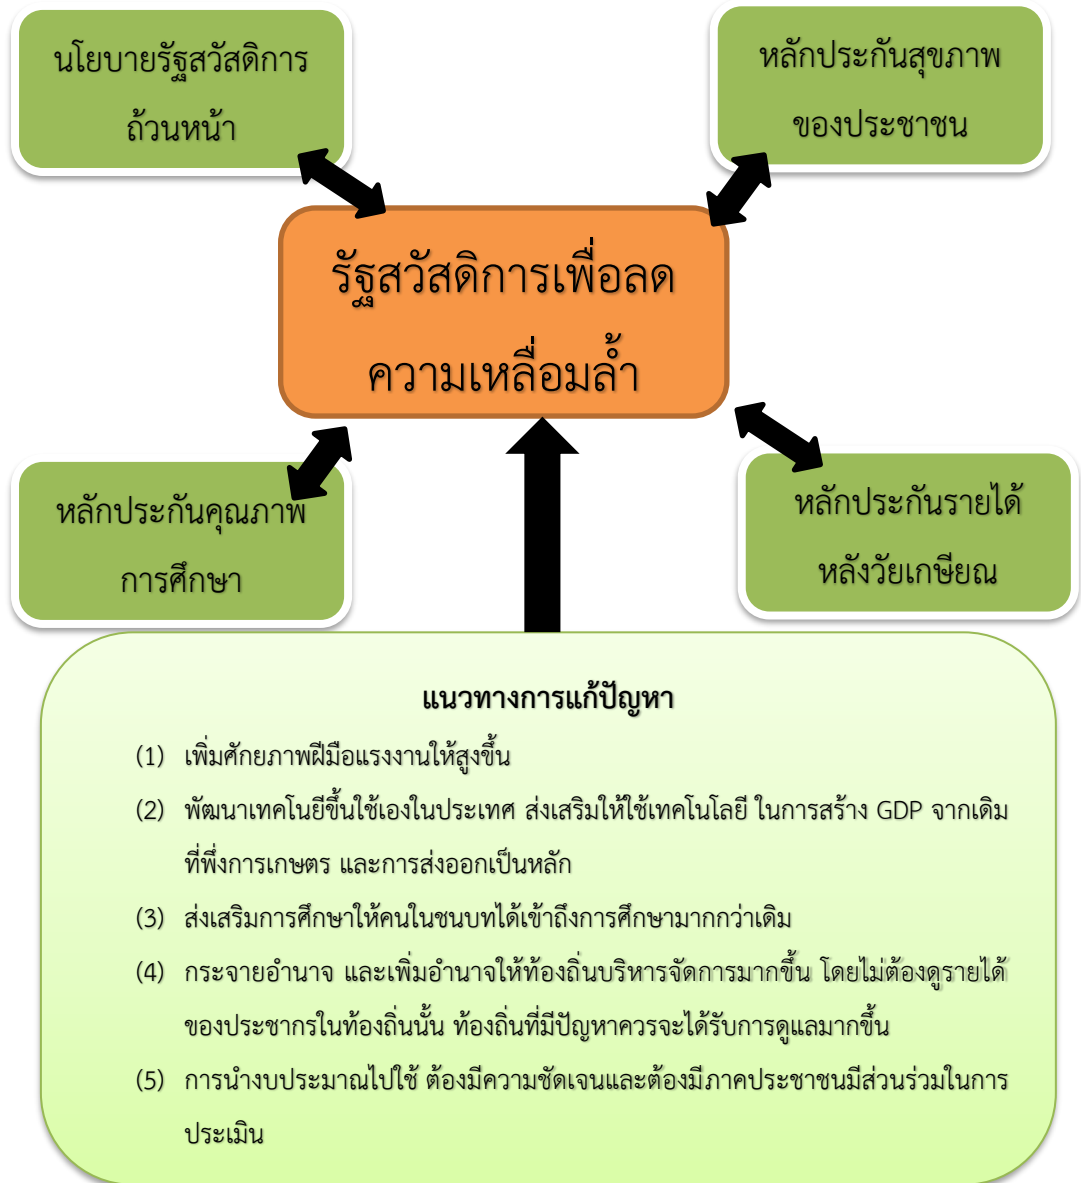 นโยบายรัฐสวัสดิการ
ถ้วนหน้า
หลักประกันสุขภาพ
ของประชาชน
รัฐสวัสดิการเพื่อลด
ความเหลื่อมล้ำ
หลักประกันคุณภาพ
การศึกษา
หลักประกันรายได้
หลังวัยเกษียณ
แนวทางการแก้ปัญหา
(1) เพิ่มศักยภาพฝีมือแรงงานให้สูงขึ้น
(2) พัฒนาเทคโนยีขึ้นใช้เองในประเทศ ส่งเสริมให้ใช้เทคโนโลยี ในการสร้าง GDP จากเดิม
ที่พึ่งการเกษตร และการส่งออกเป็นหลัก
(3) ส่งเสริมการศึกษาให้คนในชนบทได้เข้าถึงการศึกษามากกว่าเดิม
(4) กระจายอำนาจ และเพิ่มอำนาจให้ท้องถิ่นบริหารจัดการมากขึ้น โดยไม่ต้องดูรายได้
ของประชากรในท้องถิ่นนั้น ท้องถิ่นที่มีปัญหาควรจะได้รับการดูแลมากขึ้น
(5) การนำงบประมาณไปใช้ ต้องมีความชัดเจนและต้องมีภาคประชาชนมีส่วนร่วมในการ
ประเมิน